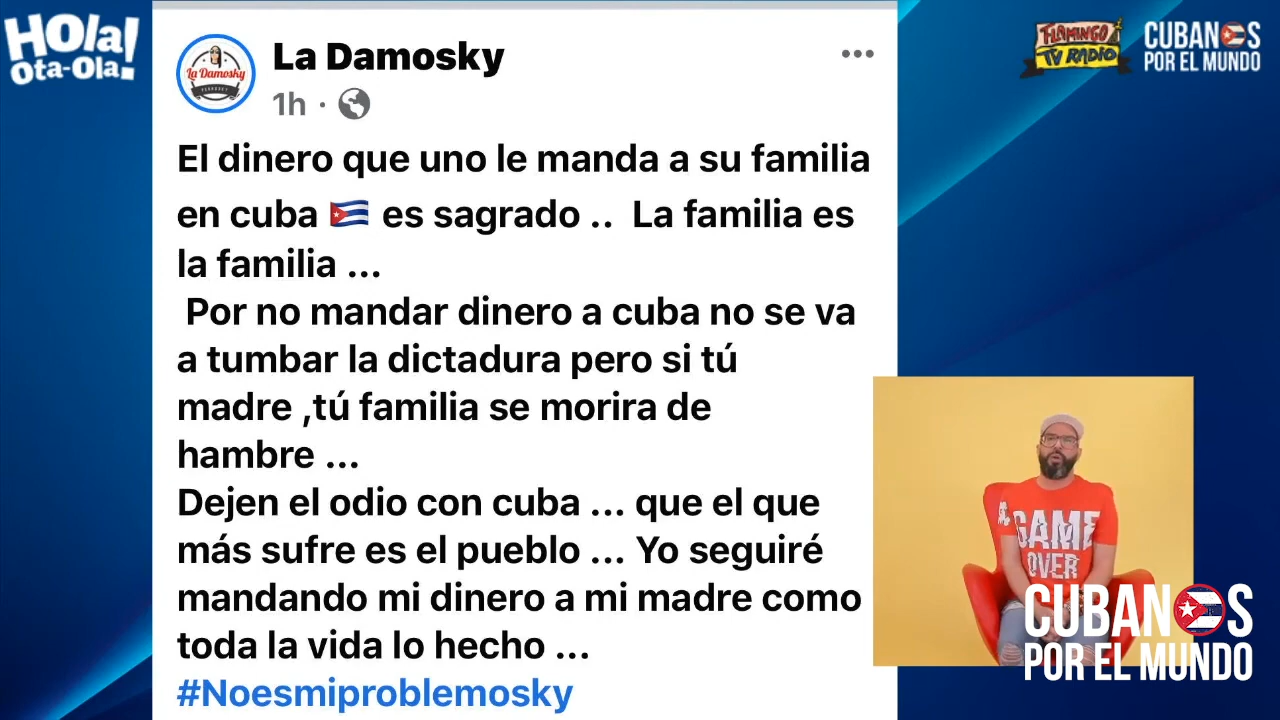 HOla!
Ota-Ola!
La Damosky
La Damosky
1h ·
FLAMINGO
TV RADIO
CUBANOS
POR EL MUNDO
El dinero que uno le manda a su familia
en cuba 🇨🇺 es sagrado .. La familia es
la familia ...
Por no mandar dinero a cuba no se va
a tumbar la dictadura pero si tú
madre ,tú familia se morira de
hambre ...
Dejen el odio con cuba ... que el que
más sufre es el pueblo ... Yo seguiré
mandando mi dinero a mi madre como
toda la vida lo hecho ...
#Noesmiproblemosky
GAME
OVER
CUBANOS
POR EL MUNDO